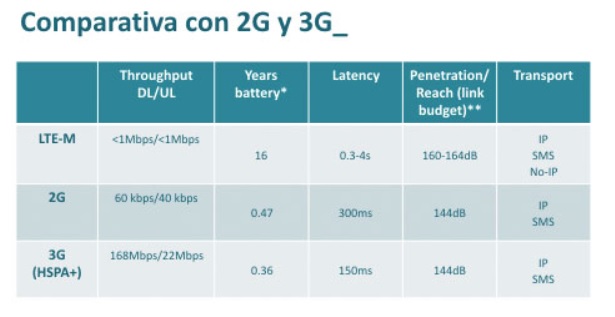 Comparativa con 2G y 3G_
Throughput DL/UL
Years battery*
Latency
Penetration/ Reach (link budget)**
Transport
LTE-M
<1Mbps/<1Mbps
16
0.3-4s
160-164dB
IP
SMS
No-IP
2G
60 kbps/40 kbps
0.47
300ms
144dB
IP
SMS
3G (HSPA+)
168Mbps/22Mbps
0.36
150ms
144dB
IP
SMS